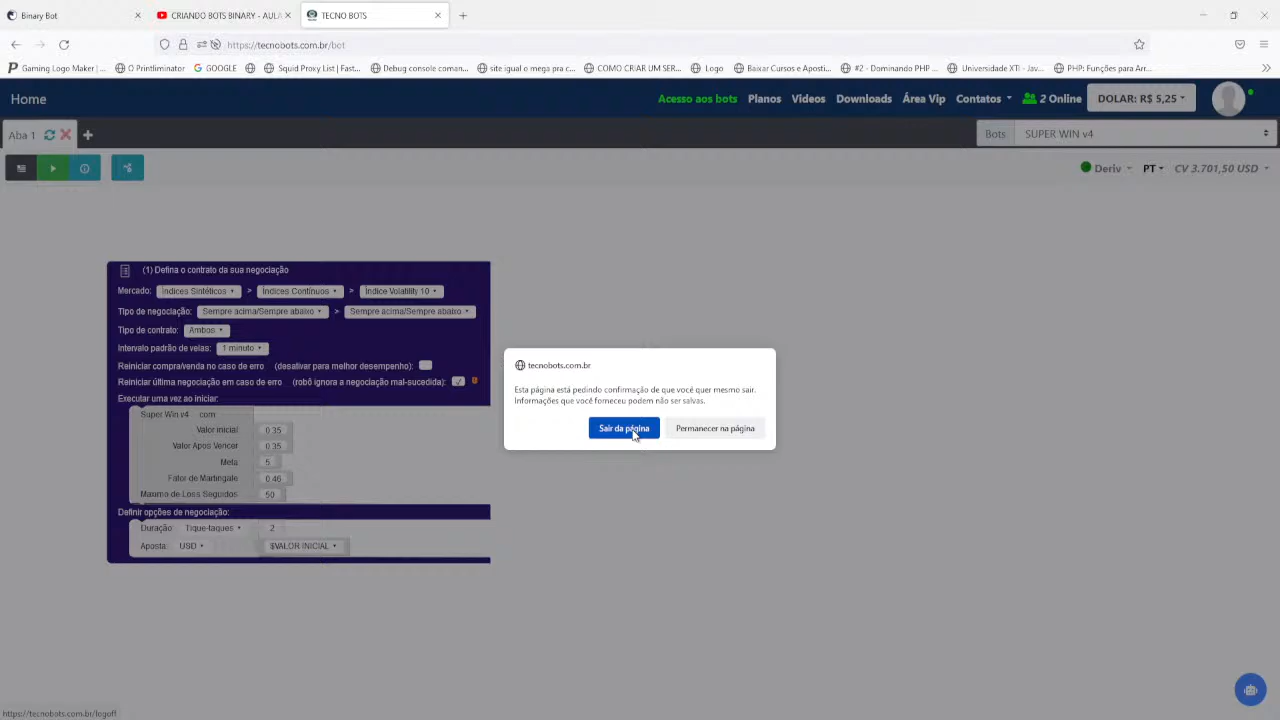 Binary Bot
CRIANDO BOTS BINARY - AULA
TECNO BOTS
https://tecnobots.com.br/bot
Gaming Logo Maker | ...
O Printliminator
GOOGLE
Squid Proxy List | Fast...
Debug console coman...
site igual o mega pra c...
COMO CRIAR UM SER...
Logo
Baixar Cursos e Aposti...
#2 - Dominando PHP ...
Universidade XTI - Jav...
PHP: Funções para Arr...
Home
Acesso aos bots
Planos
Videos
Downloads
Área Vip
Contatos
2 Online
DOLAR: R$ 5,25
Aba 1
Bots
SUPER WIN v4
Deriv
PT
CV 3.701,50 USD
(1) Defina o contrato da sua negociação
Mercado: Índices Sintéticos > Índices Contínuos > Índice Volatility 10
Tipo de negociação: Sempre acima/Sempre abaixo > Sempre acima/Sempre abaixo
Tipo de contrato: Ambos
Intervalo padrão de velas: 1 minuto
Reiniciar compra/venda no caso de erro (desativar para melhor desempenho):
Reiniciar última negociação em caso de erro (robô ignora a negociação mal-sucedida):
Executar uma vez ao iniciar:
Super Win v4 com
Valor inicial 0.35
Valor Apos Vencer 0.35
Meta 5
Fator de Martingale 0.46
Maximo de Loss Seguidos 50
Definir opções de negociação:
Duração: Tique-taques 2
Aposta: USD $VALOR INICIAL
tecnobots.com.br
Esta página está pedindo confirmação de que você quer mesmo sair.
Informações que você forneceu podem não ser salvas.
Sair da página
Permanecer na página
https://tecnobots.com.br/logoff